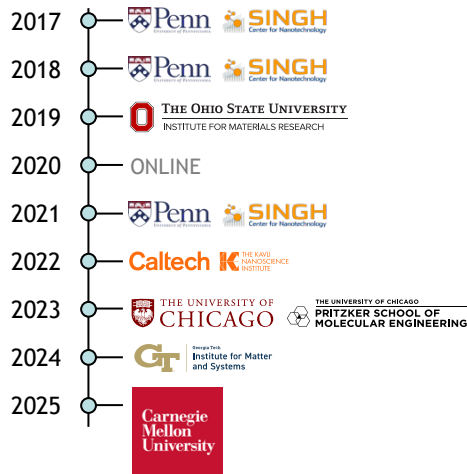 2017
Penn
UNIVERSITY of PENNSYLVANIA
SINGH
Center for Nanotechnology
2018
Penn
UNIVERSITY of PENNSYLVANIA
SINGH
Center for Nanotechnology
2019
THE OHIO STATE UNIVERSITY
INSTITUTE FOR MATERIALS RESEARCH
2020
ONLINE
2021
Penn
UNIVERSITY of PENNSYLVANIA
SINGH
Center for Nanotechnology
2022
Caltech
THE KAVLI
NANOSCIENCE
INSTITUTE
2023
THE UNIVERSITY OF
CHICAGO
THE UNIVERSITY OF CHICAGO
PRITZKER SCHOOL OF
MOLECULAR ENGINEERING
2024
GT
Georgia Tech
Institute for Matter
and Systems
2025
Carnegie
Mellon
University